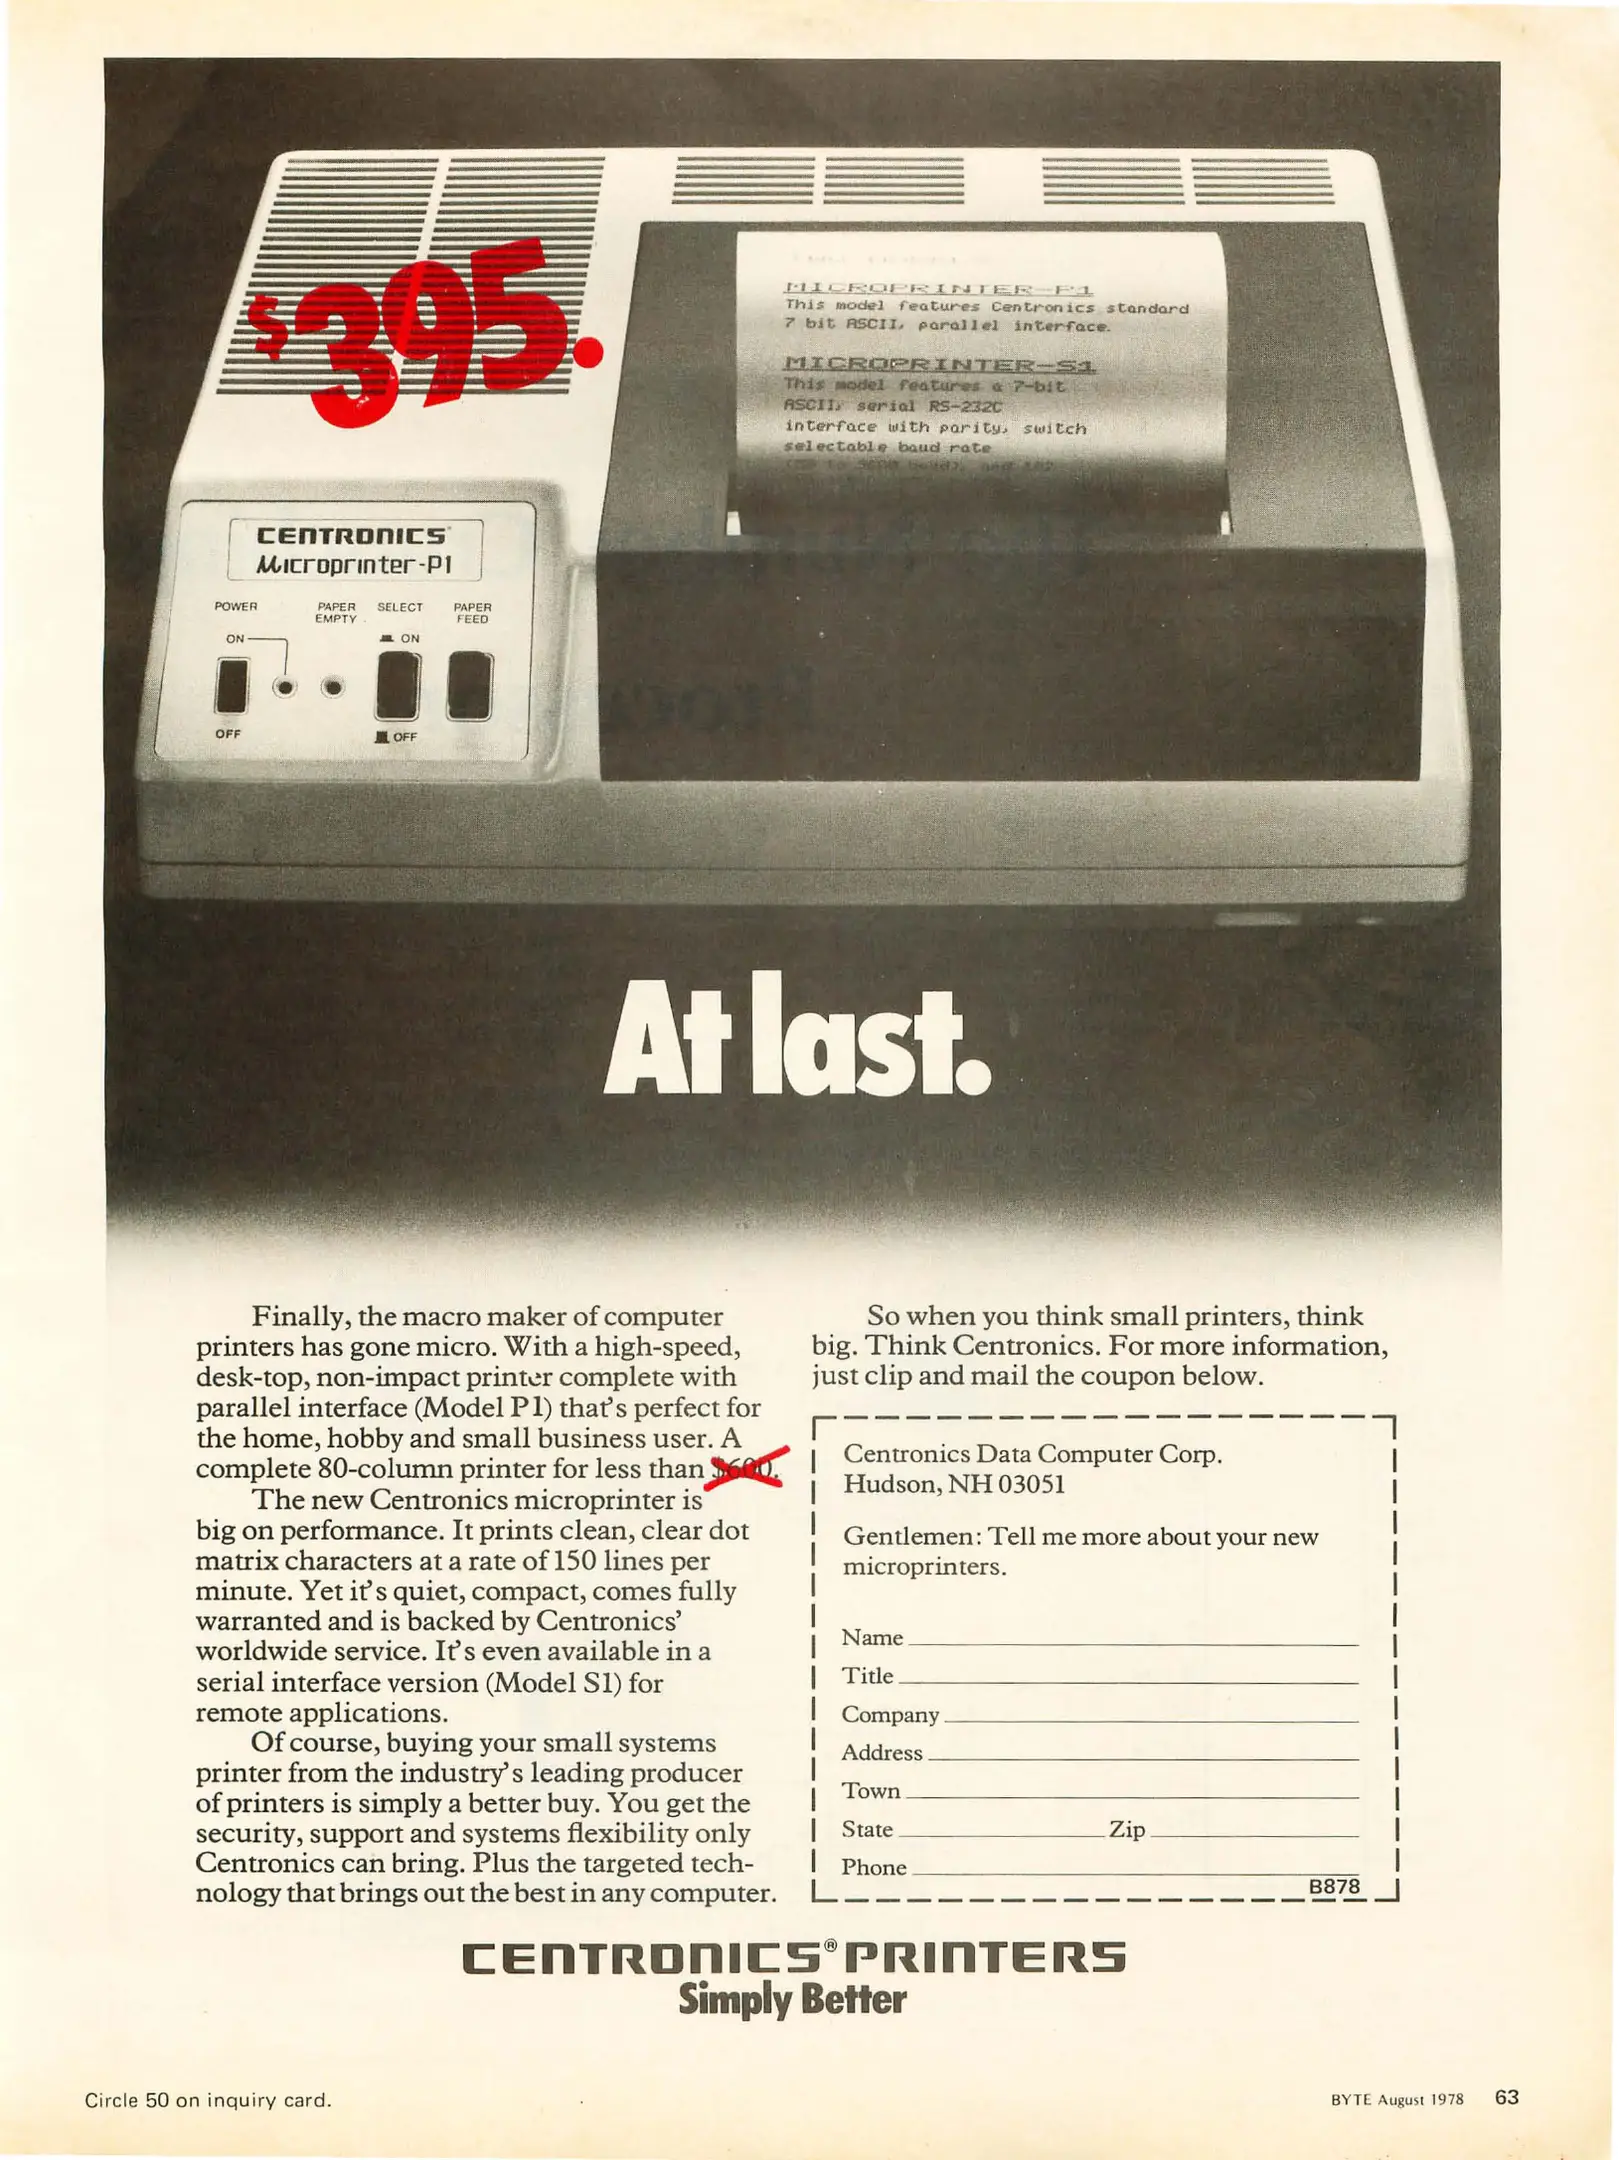 $395.
MICROPRINTER-P1
This model features Centronics standard
7 bit ASCII, parallel interface.
MICROPRINTER-S1
This model features a 7-bit
ASCII, serial RS-232C
interface with parity, switch
selectable baud rate
CENTRONICS®
Microprinter-P1
POWER PAPER EMPTY SELECT PAPER FEED
ON ON
OFF OFF
At last.
Finally, the macro maker of computer
printers has gone micro. With a high-speed,
desk-top, non-impact printer complete with
parallel interface (Model P1) that's perfect for
the home, hobby and small business user. A
complete 80-column printer for less than $600.
The new Centronics microprinter is
big on performance. It prints clean, clear dot
matrix characters at a rate of 150 lines per
minute. Yet it's quiet, compact, comes fully
warranted and is backed by Centronics'
worldwide service. It's even available in a
serial interface version (Model S1) for
remote applications.
Of course, buying your small systems
printer from the industry's leading producer
of printers is simply a better buy. You get the
security, support and systems flexibility only
Centronics can bring. Plus the targeted tech-
nology that brings out the best in any computer.
So when you think small printers, think
big. Think Centronics. For more information,
just clip and mail the coupon below.
Centronics Data Computer Corp.
Hudson, NH 03051
Gentlemen: Tell me more about your new
microprinters.
Name
Title
Company
Address
Town
State Zip
Phone
B878
CENTRONICS® PRINTERS
Simply Better
Circle 50 on inquiry card.
BYTE August 1978 63